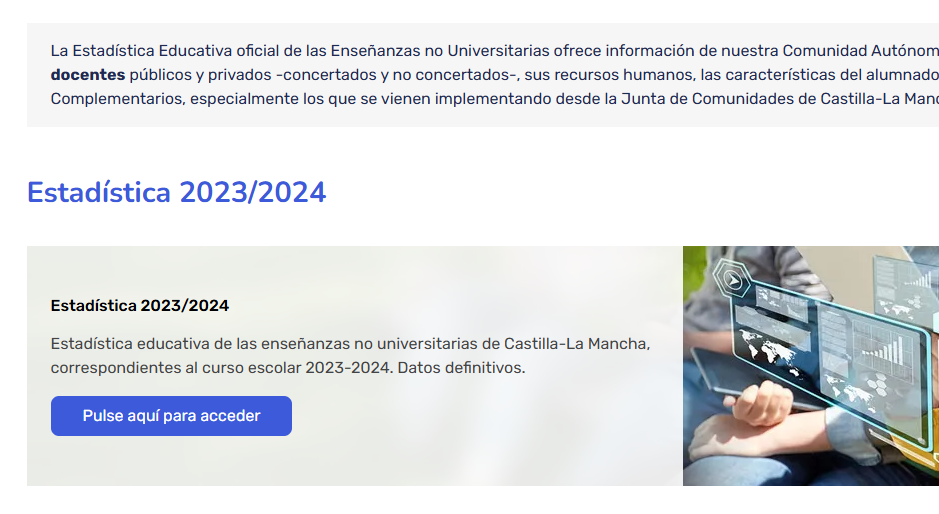 La Estadística Educativa oficial de las Enseñanzas no Universitarias ofrece información de nuestra Comunidad Autónom
docentes públicos y privados -concertados y no concertados-, sus recursos humanos, las características del alumnado
Complementarios, especialmente los que se vienen implementando desde la Junta de Comunidades de Castilla-La Manc
Estadística 2023/2024
Estadística 2023/2024
Estadística educativa de las enseñanzas no universitarias de Castilla-La Mancha,
correspondientes al curso escolar 2023-2024. Datos definitivos.
Pulse aquí para acceder